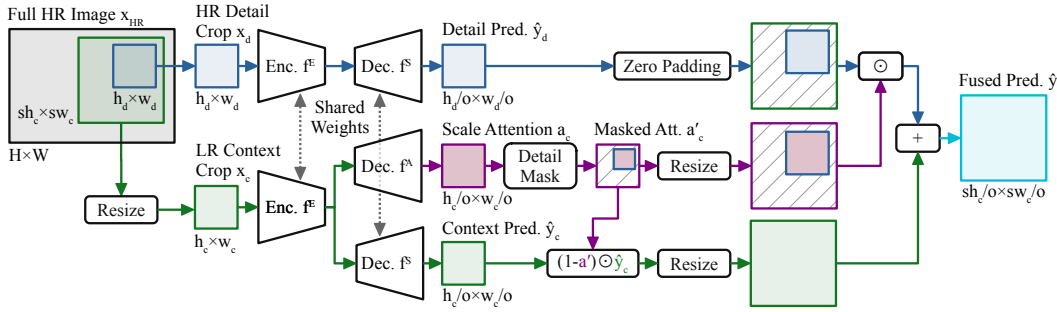 Full HR Image x_HR
sh_c×sw_c
h_d×w_d
H×W
Resize
HR Detail
Crop x_d
h_d×w_d
LR Context
Crop x_c
h_c×w_c
Enc. f^E
Enc. f^E
Shared
Weights
Dec. f^S
Dec. f^A
Dec. f^S
Detail Pred. ŷ_d
h_d/o×w_d/o
Scale Attention a_c
h_c/o×w_c/o
Context Pred. ŷ_c
h_c/o×w_c/o
Zero Padding
Detail
Mask
Masked Att. a′_c
Resize
(1-a′)⊙ŷ_c
Resize
⊙
+
Fused Pred. ŷ
sh_c/o×sw_c/o